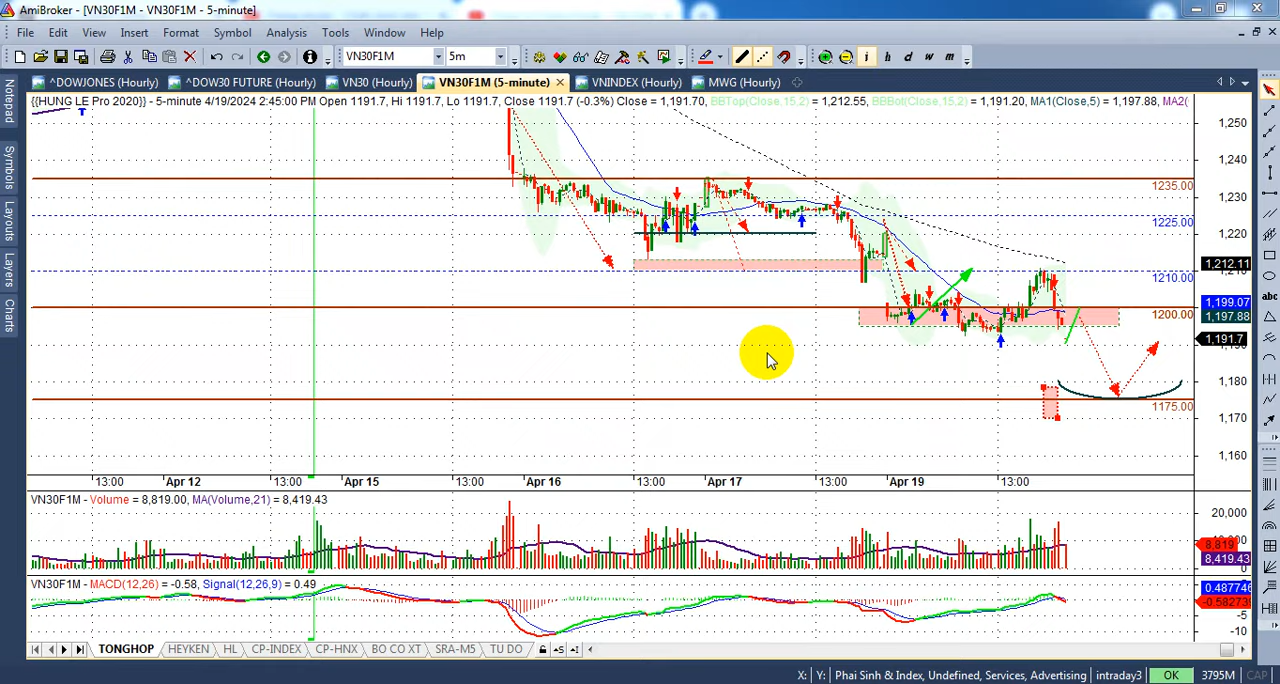 AmiBroker - [VN30F1M - VN30F1M - 5-minute]
File Edit View Insert Format Symbol Analysis Tools Window Help
VN30F1M 5m i h d w m
^DOWJONES (Hourly) ^DOW30 FUTURE (Hourly) VN30 (Hourly) VN30F1M (5-minute) VNINDEX (Hourly) MWG (Hourly)
Notepad
Symbols
Layouts
Layers
Charts
{{HUNG LE Pro 2020}} - 5-minute 4/19/2024 2:45:00 PM Open 1191.7, Hi 1191.7, Lo 1191.7, Close 1191.7 (-0.3%) Close = 1,191.70, BBTop(Close,15,2) = 1,212.55, BBBot(Close,15,2) = 1,191.20, MA1(Close,5) = 1,197.88, MA2(
1,250
1,240
1235.00
1,230
1225.00
1,220
1,212.11
1210.00
1,199.07
1200.00
1,197.88
1,191.7
1,180
1175.00
1,170
1,160
13:00 Apr 12 13:00 Apr 15 13:00 Apr 16 13:00 Apr 17 13:00 Apr 19 13:00
VN30F1M - Volume = 8,819.00, MA(Volume,21) = 8,419.43
20,000
8,819
8,419.43
VN30F1M - MACD(12,26) = -0.58, Signal(12,26,9) = 0.49
0.487746
-0.58273
-5
-10
TONGHOP HEYKEN HL CP-INDEX CP-HNX BO CO XT SRA-M5 TU DO
abc
X: Y: Phai Sinh & Index, Undefined, Services, Advertising intraday3 OK 3795M CAP